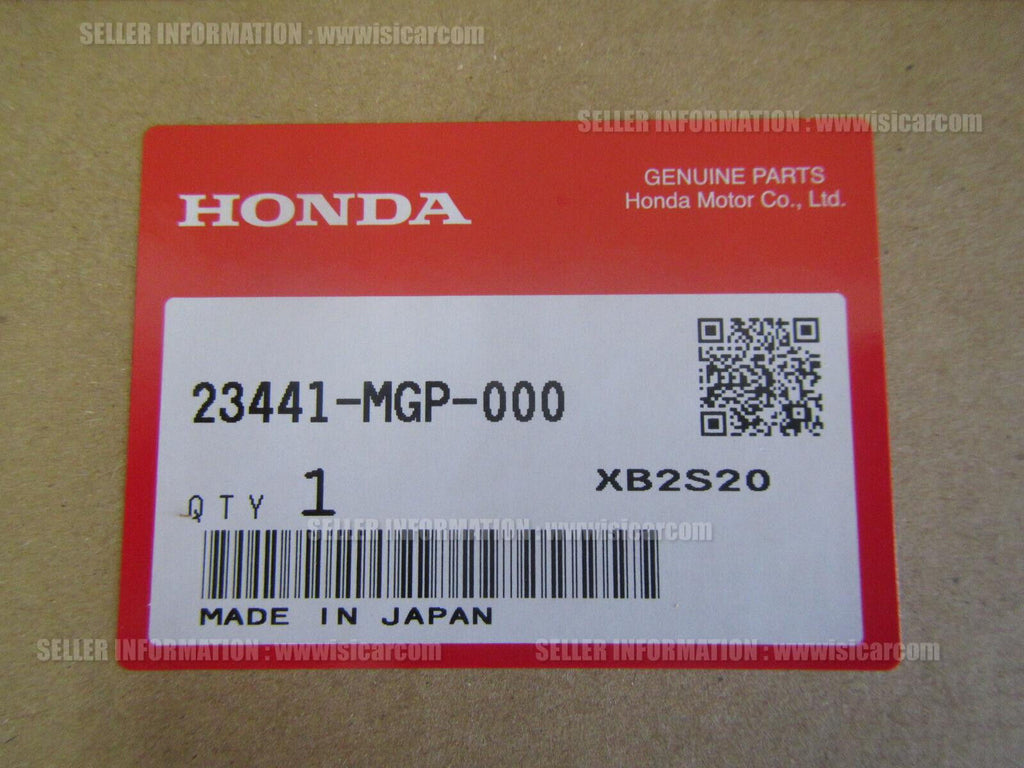 SELLER INFORMATION : wwwisicarcom
SELLER INFORMATION : wwwisicarcom
HONDA
GENUINE PARTS
Honda Motor Co., Ltd.
23441-MGP-000
XB2S20
QTY 1
SELLER INFORMATION : wwwisicarcom
MADE IN JAPAN
SELLER INFORMATION : wwwisicarcom
SELLER INFORMATION : wwwisicarcom